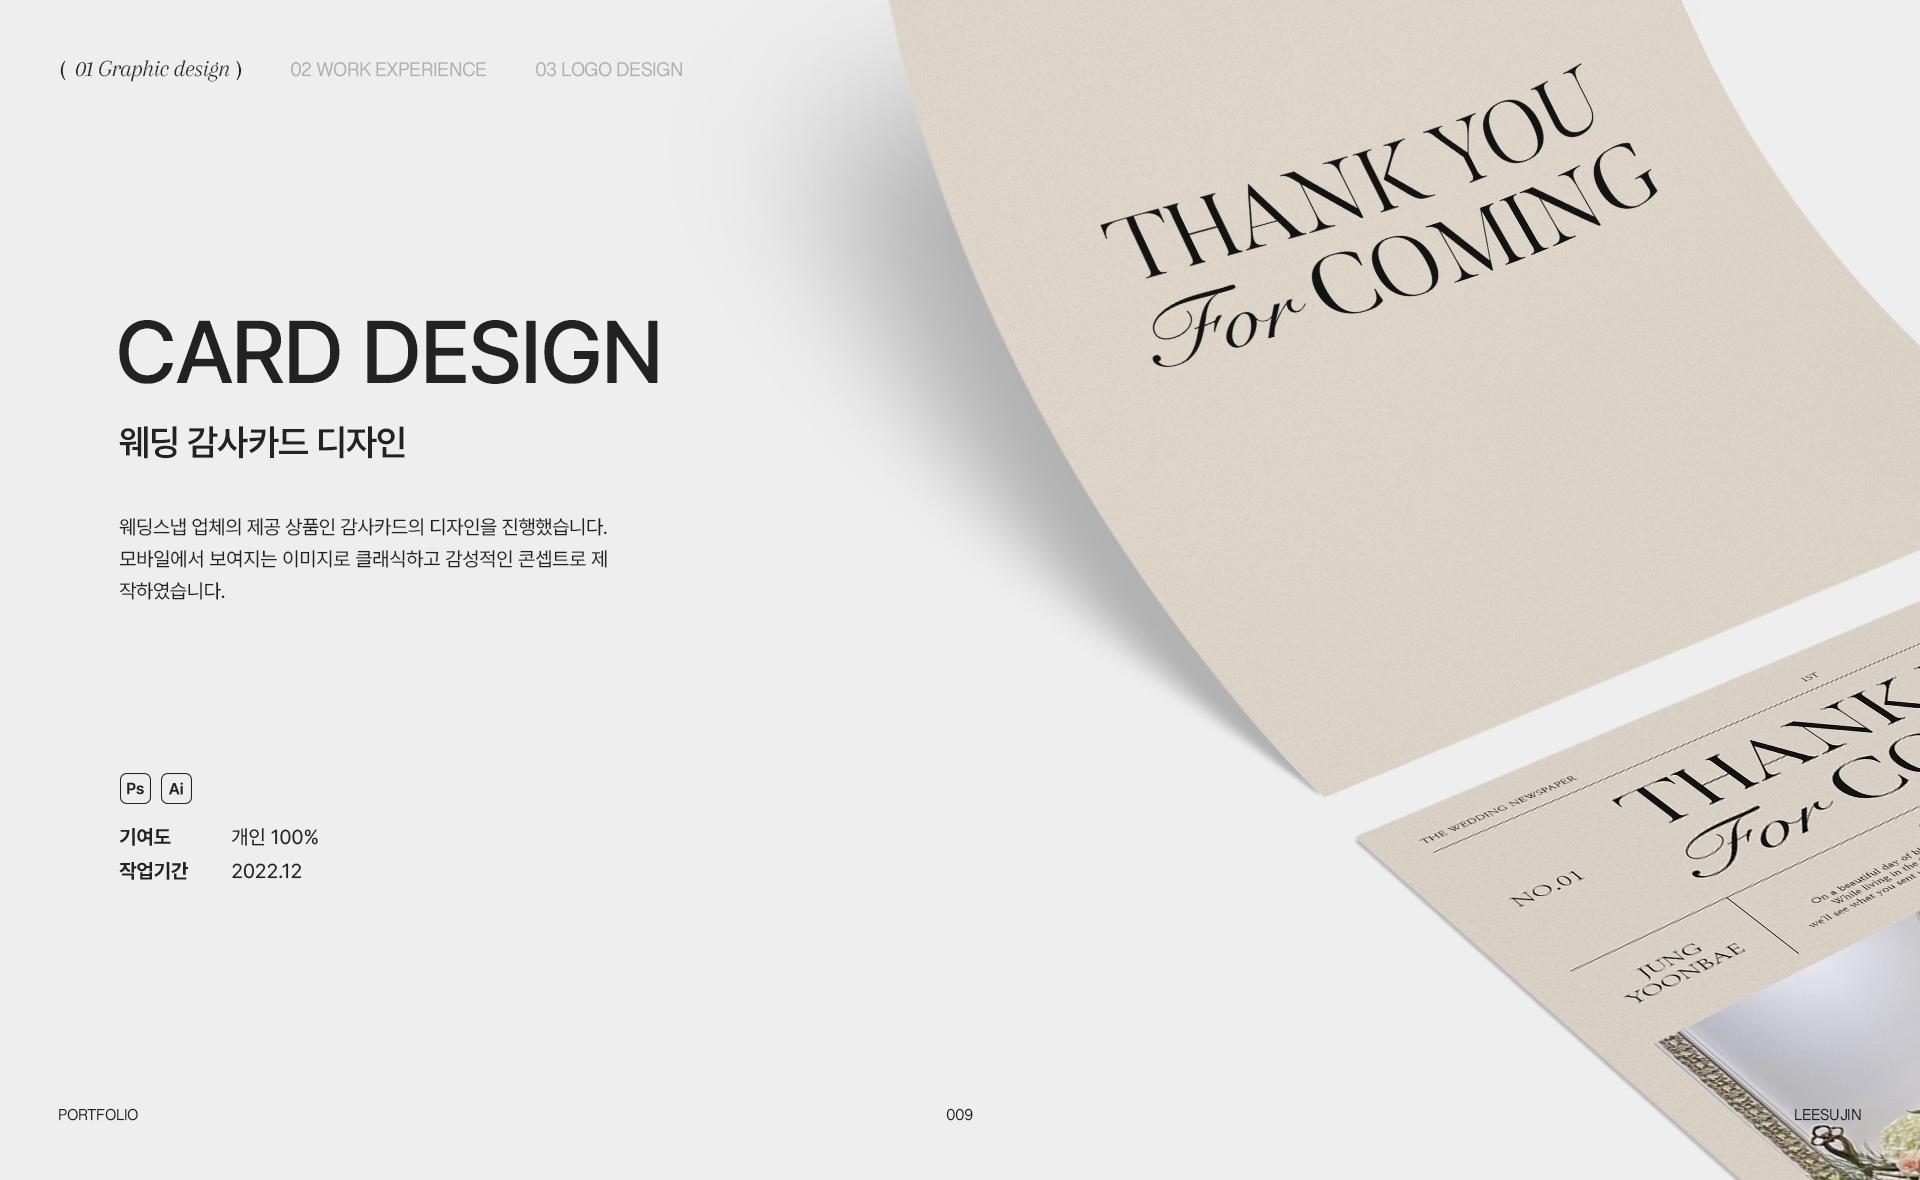 ( 01 Graphic design )
02 WORK EXPERIENCE
03 LOGO DESIGN
THANK YOU
For COMING
CARD DESIGN
웨딩 감사카드 디자인
웨딩스냅 업체의 제공 상품인 감사카드의 디자인을 진행했습니다.
모바일에서 보여지는 이미지로 클래식하고 감성적인 콘셉트로 제
작하였습니다.
Ps Ai
기여도 개인 100%
작업기간 2022.12
THE WEDDING NEWSPAPER
1ST
THANK
For CO
NO.01
On a beautiful day of
While living in the
we'll see what you sent
JUNG
YOONBAE
PORTFOLIO
009
LEESUJIN